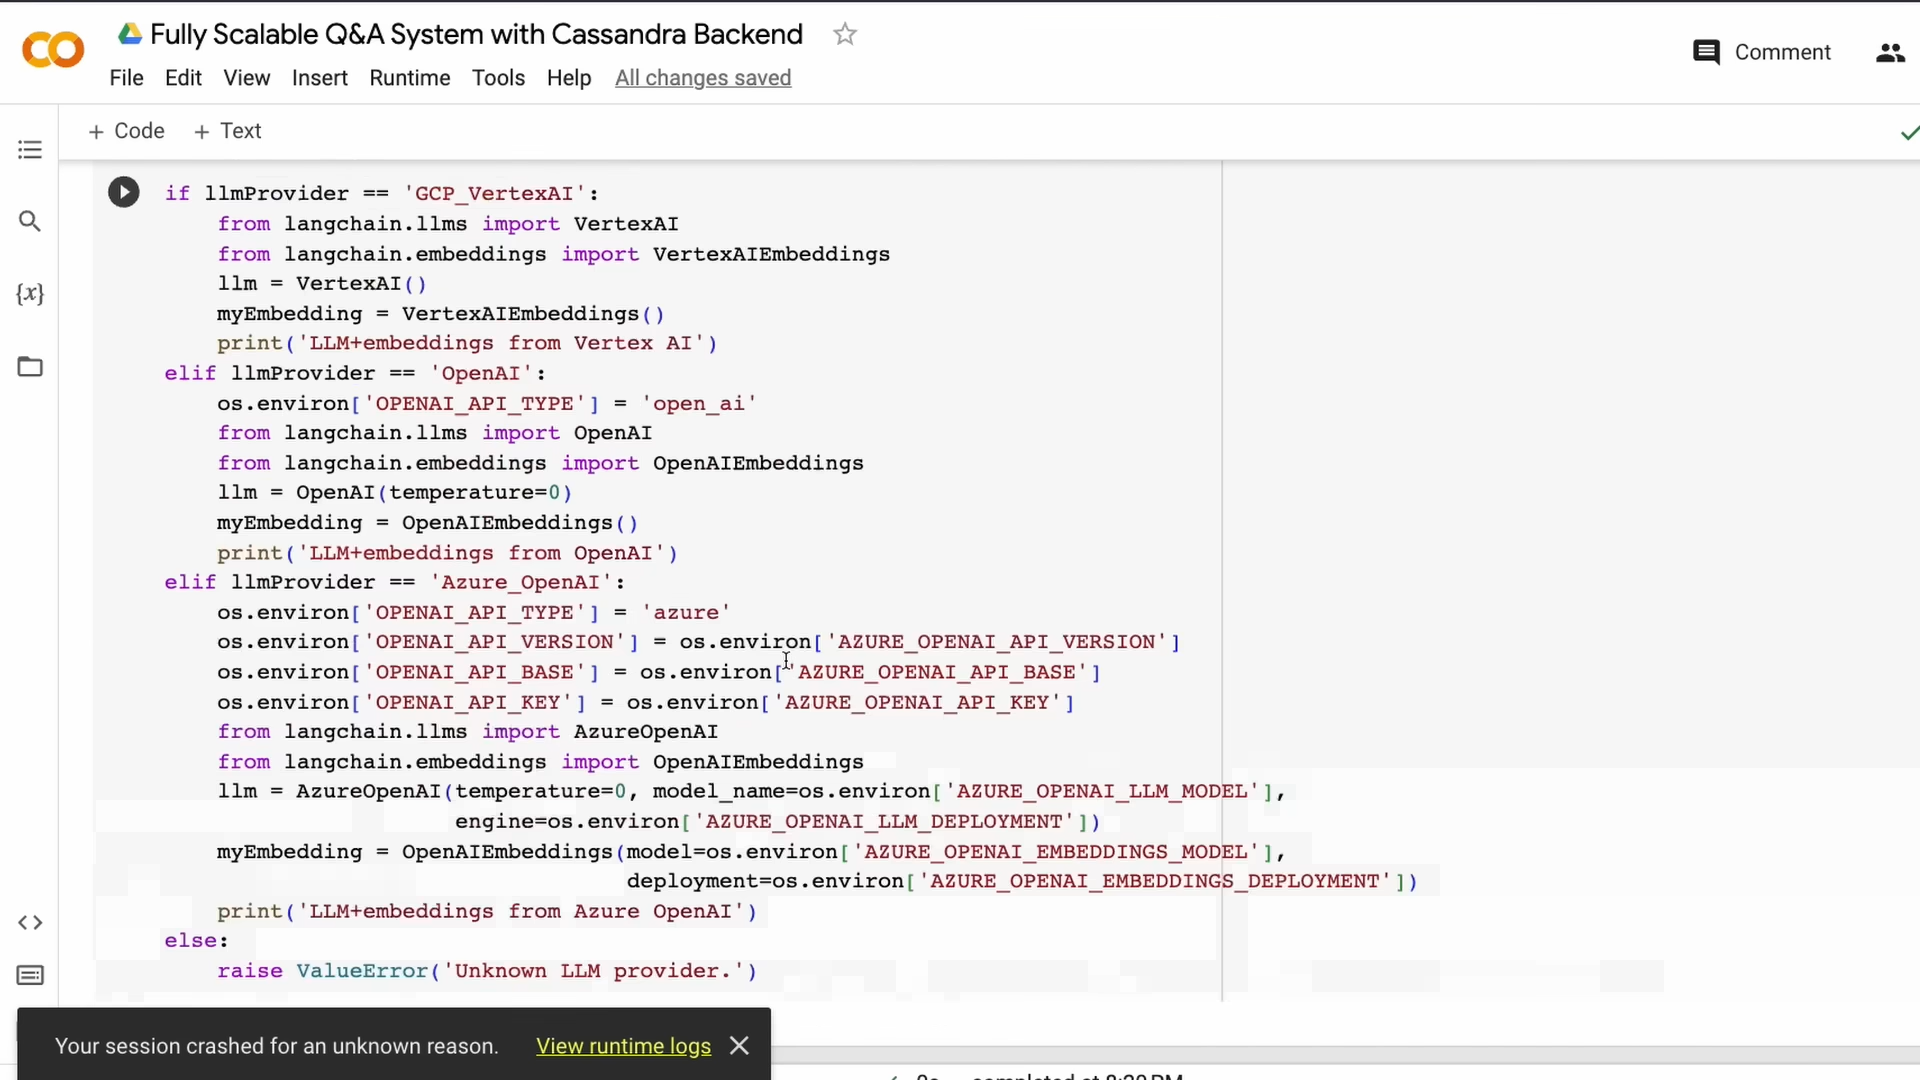 Fully Scalable Q&A System with Cassandra Backend
File Edit View Insert Runtime Tools Help All changes saved
Comment
+ Code + Text
if llmProvider == 'GCP_VertexAI':
    from langchain.llms import VertexAI
    from langchain.embeddings import VertexAIEmbeddings
    llm = VertexAI()
    myEmbedding = VertexAIEmbeddings()
    print('LLM+embeddings from Vertex AI')
elif llmProvider == 'OpenAI':
    os.environ['OPENAI_API_TYPE'] = 'open_ai'
    from langchain.llms import OpenAI
    from langchain.embeddings import OpenAIEmbeddings
    llm = OpenAI(temperature=0)
    myEmbedding = OpenAIEmbeddings()
    print('LLM+embeddings from OpenAI')
elif llmProvider == 'Azure_OpenAI':
    os.environ['OPENAI_API_TYPE'] = 'azure'
    os.environ['OPENAI_API_VERSION'] = os.environ['AZURE_OPENAI_API_VERSION']
    os.environ['OPENAI_API_BASE'] = os.environ['AZURE_OPENAI_API_BASE']
    os.environ['OPENAI_API_KEY'] = os.environ['AZURE_OPENAI_API_KEY']
    from langchain.llms import AzureOpenAI
    from langchain.embeddings import OpenAIEmbeddings
    llm = AzureOpenAI(temperature=0, model_name=os.environ['AZURE_OPENAI_LLM_MODEL'],
                      engine=os.environ['AZURE_OPENAI_LLM_DEPLOYMENT'])
    myEmbedding = OpenAIEmbeddings(model=os.environ['AZURE_OPENAI_EMBEDDINGS_MODEL'],
                                   deployment=os.environ['AZURE_OPENAI_EMBEDDINGS_DEPLOYMENT'])
    print('LLM+embeddings from Azure OpenAI')
else:
    raise ValueError('Unknown LLM provider.')
Your session crashed for an unknown reason. View runtime logs
completed at